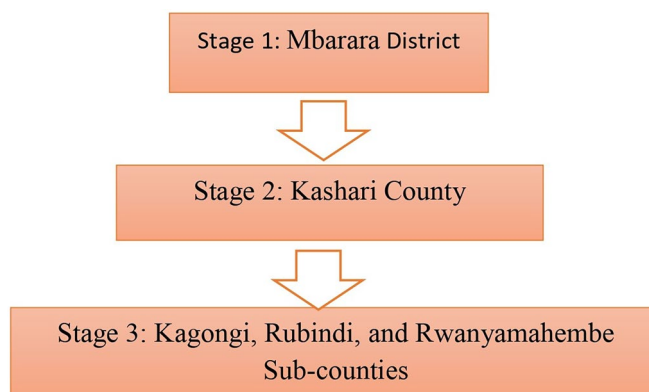 Stage 1: Mbarara District
Stage 2: Kashari County
Stage 3: Kagongi, Rubindi, and Rwanyamahembe
Sub-counties